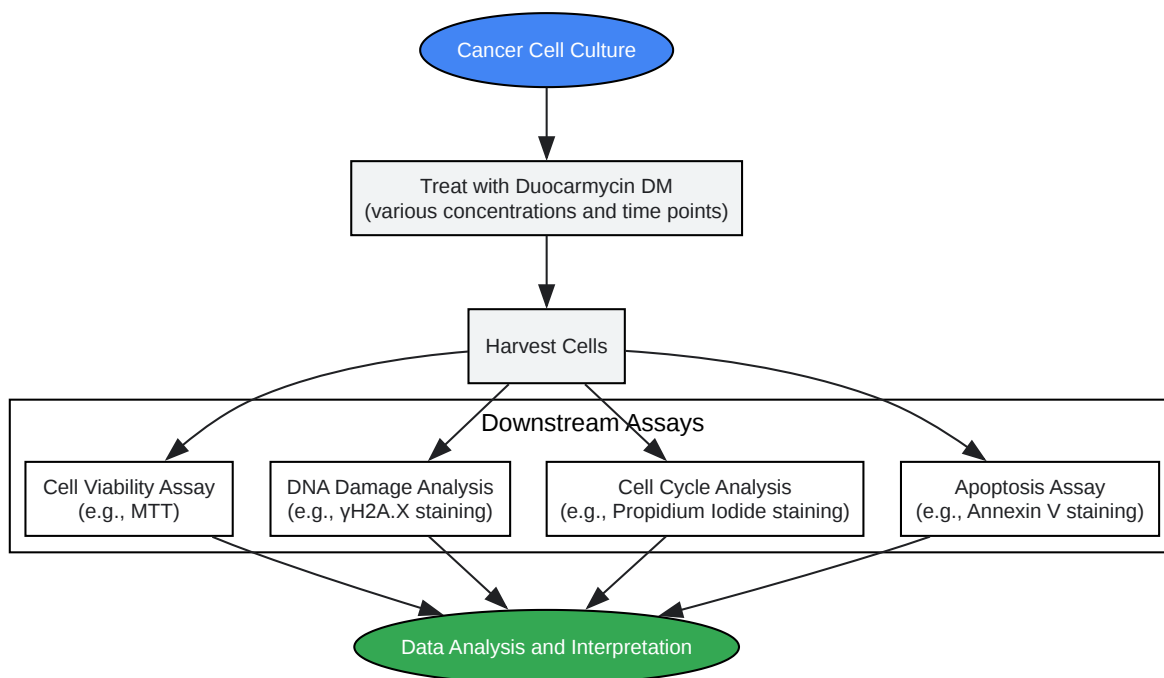 Cancer Cell Culture
Treat with Duocarmycin DM
(various concentrations and time points)
Harvest Cells
Downstream Assays
Cell Viability Assay
(e.g., MTT)
DNA Damage Analysis
(e.g., γH2A.X staining)
Cell Cycle Analysis
(e.g., Propidium Iodide staining)
Apoptosis Assay
(e.g., Annexin V staining)
Data Analysis and Interpretation